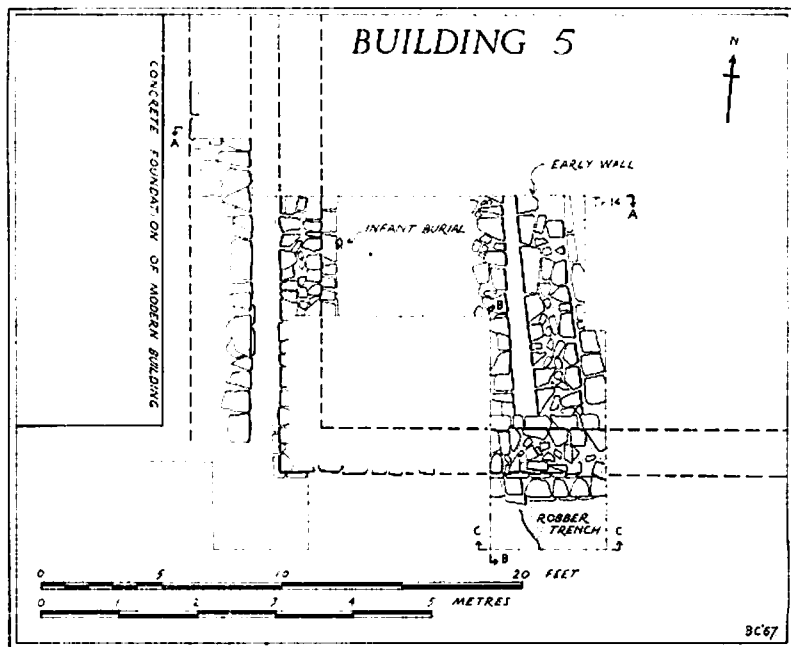 BUILDING 5
N
CONCRETE FOUNDATION OF MODERN BUILDING
A
EARLY WALL
Tr 14
A
INFANT BURIAL
B
ROBBER
TRENCH
C
C
B
0 5 10 20 FEET
0 1 2 3 4 5 METRES
BC'67